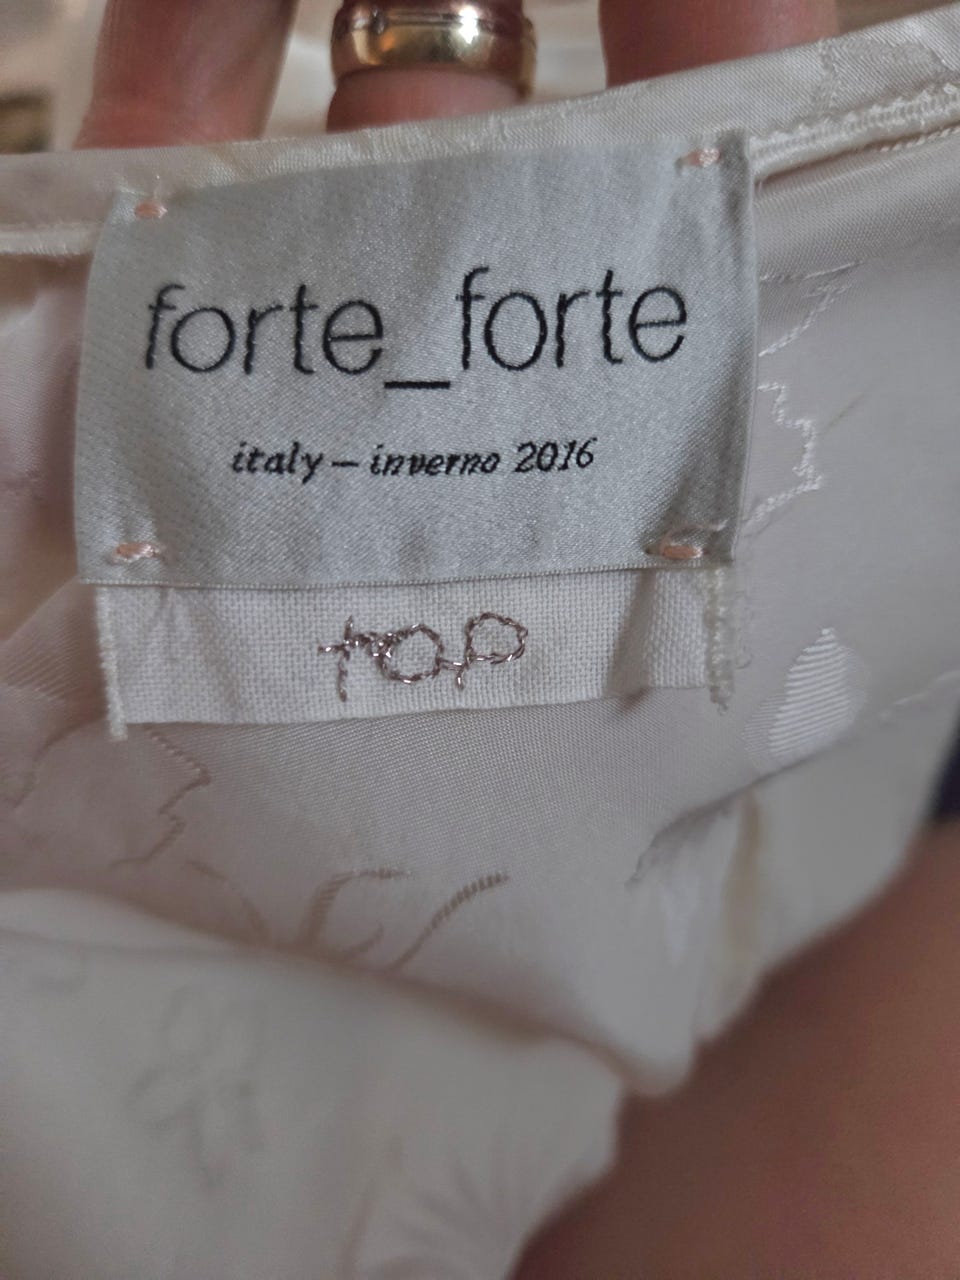 forte_forte
italy – inverno 2016
top